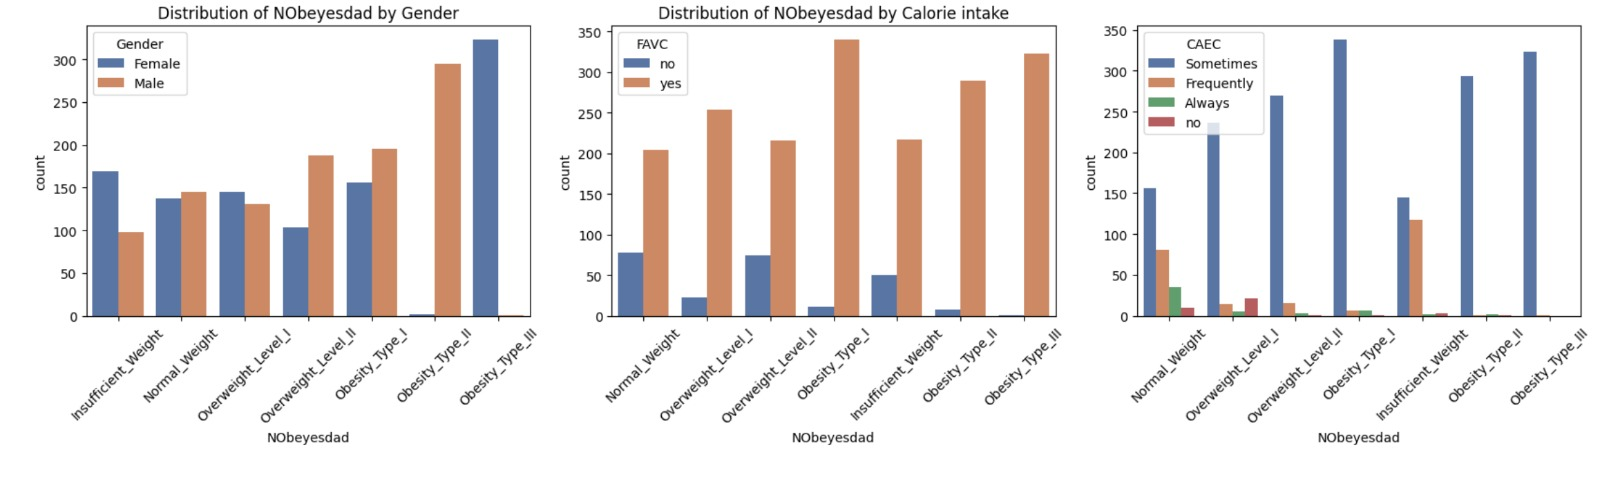 Distribution of NObeyesdad by Gender
Gender
Female
Male
300
250
200
150
100
50
0
count
Insufficient_Weight
Normal_Weight
Overweight_Level_I
Overweight_Level_II
Obesity_Type_I
Obesity_Type_II
Obesity_Type_III
NObeyesdad
Distribution of NObeyesdad by Calorie intake
FAVC
no
yes
350
300
250
200
150
100
50
0
count
Normal_Weight
Overweight_Level_I
Overweight_Level_II
Obesity_Type_I
Insufficient_Weight
Obesity_Type_II
Obesity_Type_III
NObeyesdad
CAEC
Sometimes
Frequently
Always
no
350
300
250
200
150
100
50
0
count
Normal_Weight
Overweight_Level_I
Overweight_Level_II
Obesity_Type_I
Insufficient_Weight
Obesity_Type_II
Obesity_Type_III
NObeyesdad